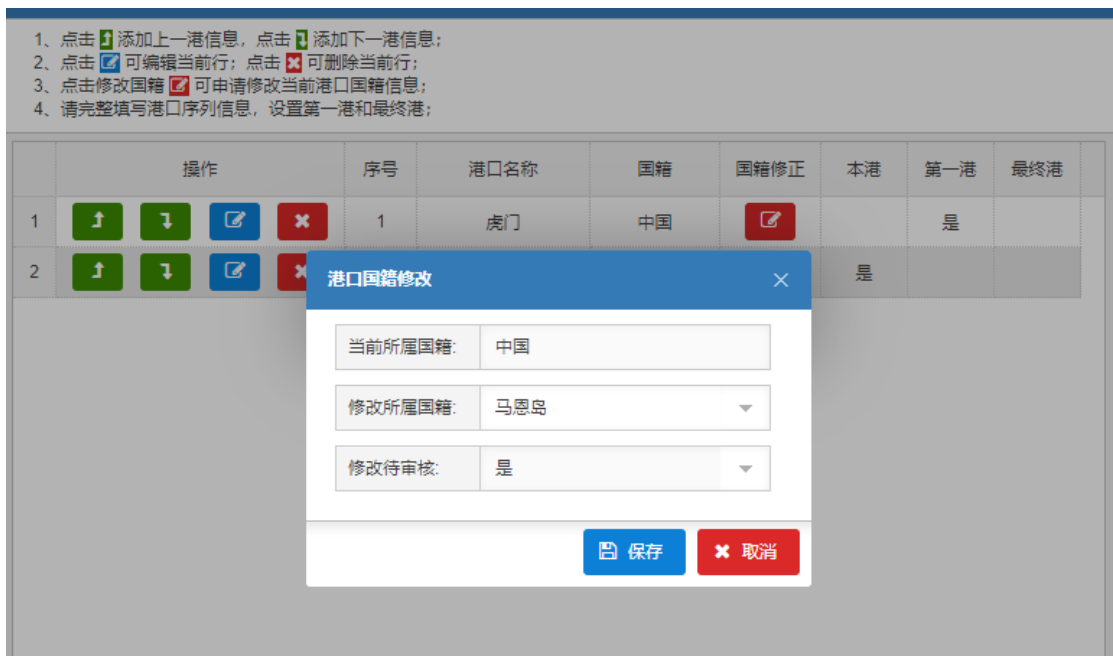 1、点击添加上一港信息，点击添加下一港信息；
2、点击可编辑当前行；点击可删除当前行；
3、点击修改国籍可申请修改当前港口国籍信息；
4、请完整填写港口序列信息，设置第一港和最终港；
操作 序号 港口名称 国籍 国籍修正 本港 第一港 最终港
1 1 虎门 中国 是
2 是
港口国籍修改
当前所属国籍: 中国
修改所属国籍: 马恩岛
修改待审核: 是
保存 取消